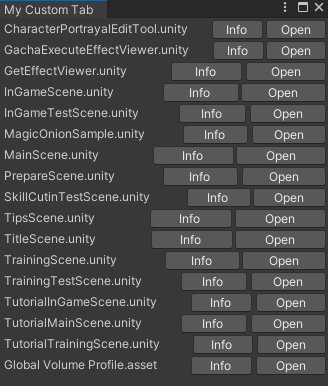 My Custom Tab
CharacterPortrayalEditTool.unity Info Open
GachaExecuteEffectViewer.unity Info Open
GetEffectViewer.unity Info Open
InGameScene.unity Info Open
InGameTestScene.unity Info Open
MagicOnionSample.unity Info Open
MainScene.unity Info Open
PrepareScene.unity Info Open
SkillCutinTestScene.unity Info Open
TipsScene.unity Info Open
TitleScene.unity Info Open
TrainingScene.unity Info Open
TrainingTestScene.unity Info Open
TutorialInGameScene.unity Info Open
TutorialMainScene.unity Info Open
TutorialTrainingScene.unity Info Open
Global Volume Profile.asset Info Open